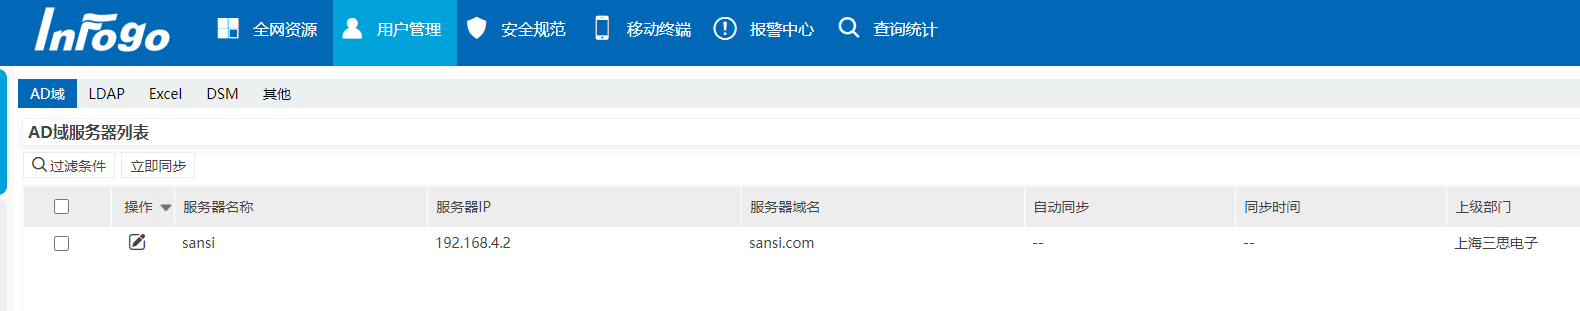 InFogo 全网资源 用户管理 安全规范 移动终端 报警中心 查询统计
AD域 LDAP Excel DSM 其他
AD域服务器列表
过滤条件 立即同步
操作 服务器名称 服务器IP 服务器域名 自动同步 同步时间 上级部门
sansi 192.168.4.2 sansi.com -- -- 上海三思电子